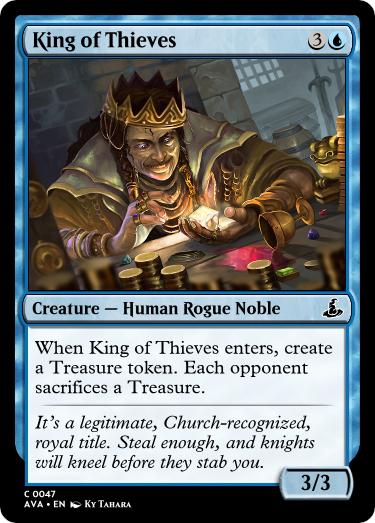 King of Thieves 3
Creature — Human Rogue Noble
When King of Thieves enters, create
a Treasure token. Each opponent
sacrifices a Treasure.
It's a legitimate, Church-recognized,
royal title. Steal enough, and knights
will kneel before they stab you.
3/3
C 0047
AVA • EN Ky Tahara